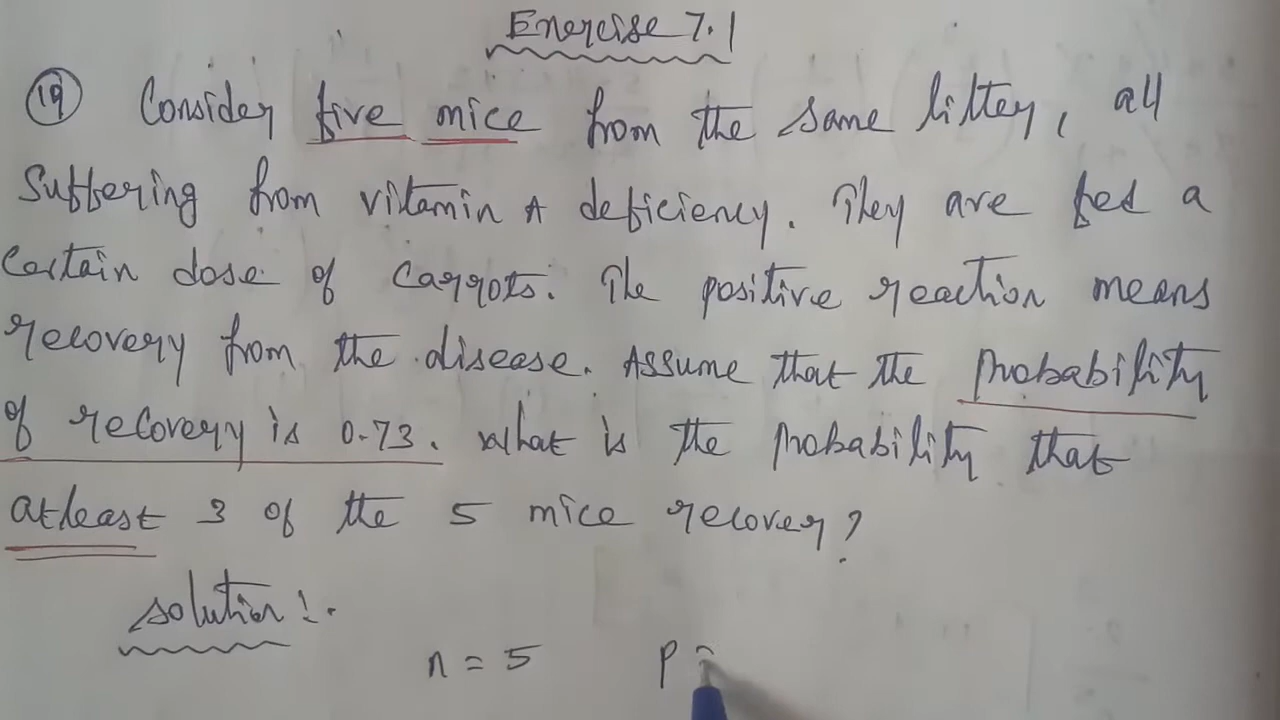 Exercise 7.1
19 Consider five mice from the same litter, all
suffering from vitamin A deficiency. They are fed a
certain dose of carrots. The positive reaction means
recovery from the disease. Assume that the probability
of recovery is 0.73. What is the probability that
atleast 3 of the 5 mice recover?
Solution:.
n = 5 P =